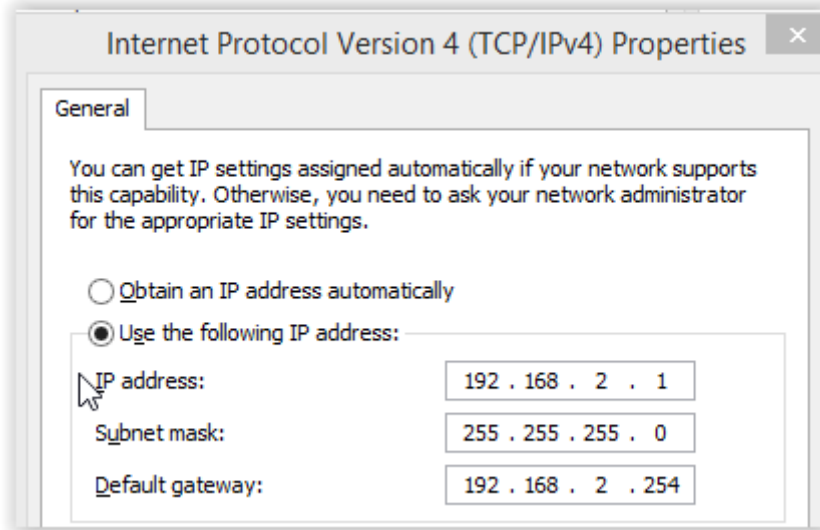 Internet Protocol Version 4 (TCP/IPv4) Properties
General
You can get IP settings assigned automatically if your network supports
this capability. Otherwise, you need to ask your network administrator
for the appropriate IP settings.
Obtain an IP address automatically
Use the following IP address:
IP address: 192 . 168 . 2 . 1
Subnet mask: 255 . 255 . 255 . 0
Default gateway: 192 . 168 . 2 . 254